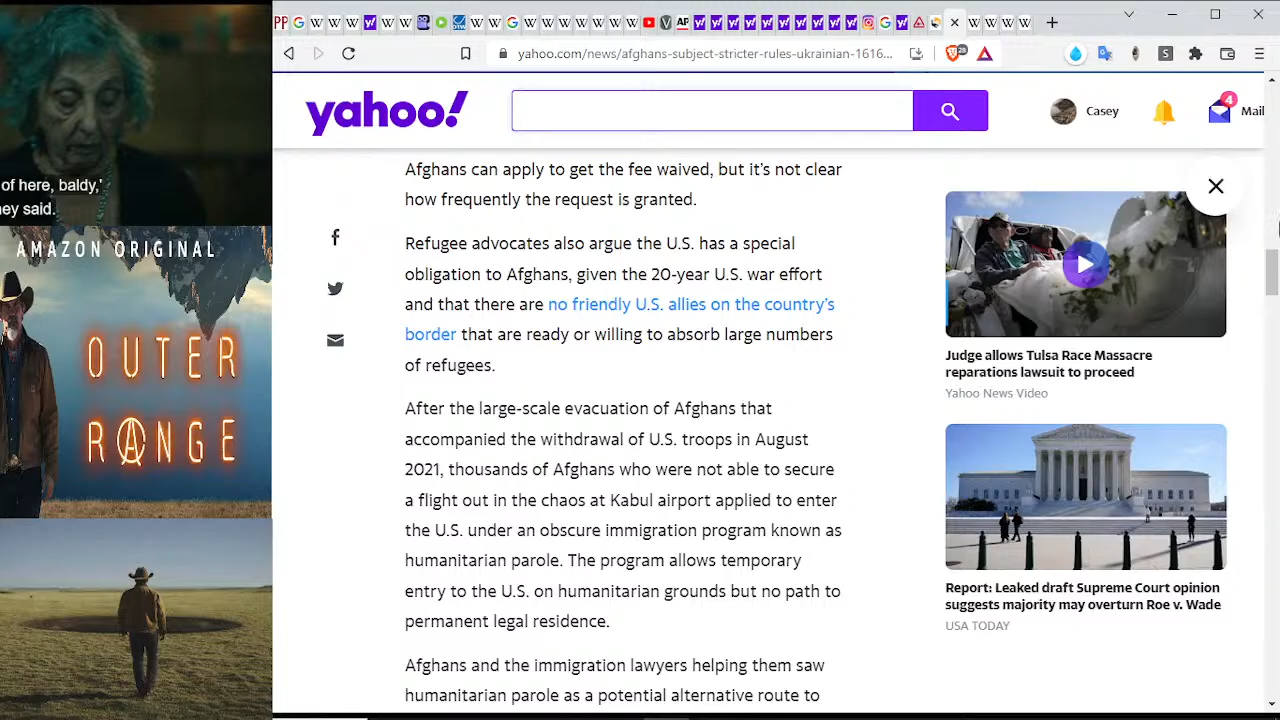 of here, baldy,'
ey said.
AMAZON ORIGINAL
OUTER
RANGE
yahoo.com/news/afghans-subject-stricter-rules-ukrainian-1616...
28
yahoo!
Casey
4
Mail
Afghans can apply to get the fee waived, but it's not clear
how frequently the request is granted.
Refugee advocates also argue the U.S. has a special
obligation to Afghans, given the 20-year U.S. war effort
and that there are no friendly U.S. allies on the country's
border that are ready or willing to absorb large numbers
of refugees.
After the large-scale evacuation of Afghans that
accompanied the withdrawal of U.S. troops in August
2021, thousands of Afghans who were not able to secure
a flight out in the chaos at Kabul airport applied to enter
the U.S. under an obscure immigration program known as
humanitarian parole. The program allows temporary
entry to the U.S. on humanitarian grounds but no path to
permanent legal residence.
Afghans and the immigration lawyers helping them saw
humanitarian parole as a potential alternative route to
Judge allows Tulsa Race Massacre
reparations lawsuit to proceed
Yahoo News Video
Report: Leaked draft Supreme Court opinion
suggests majority may overturn Roe v. Wade
USA TODAY